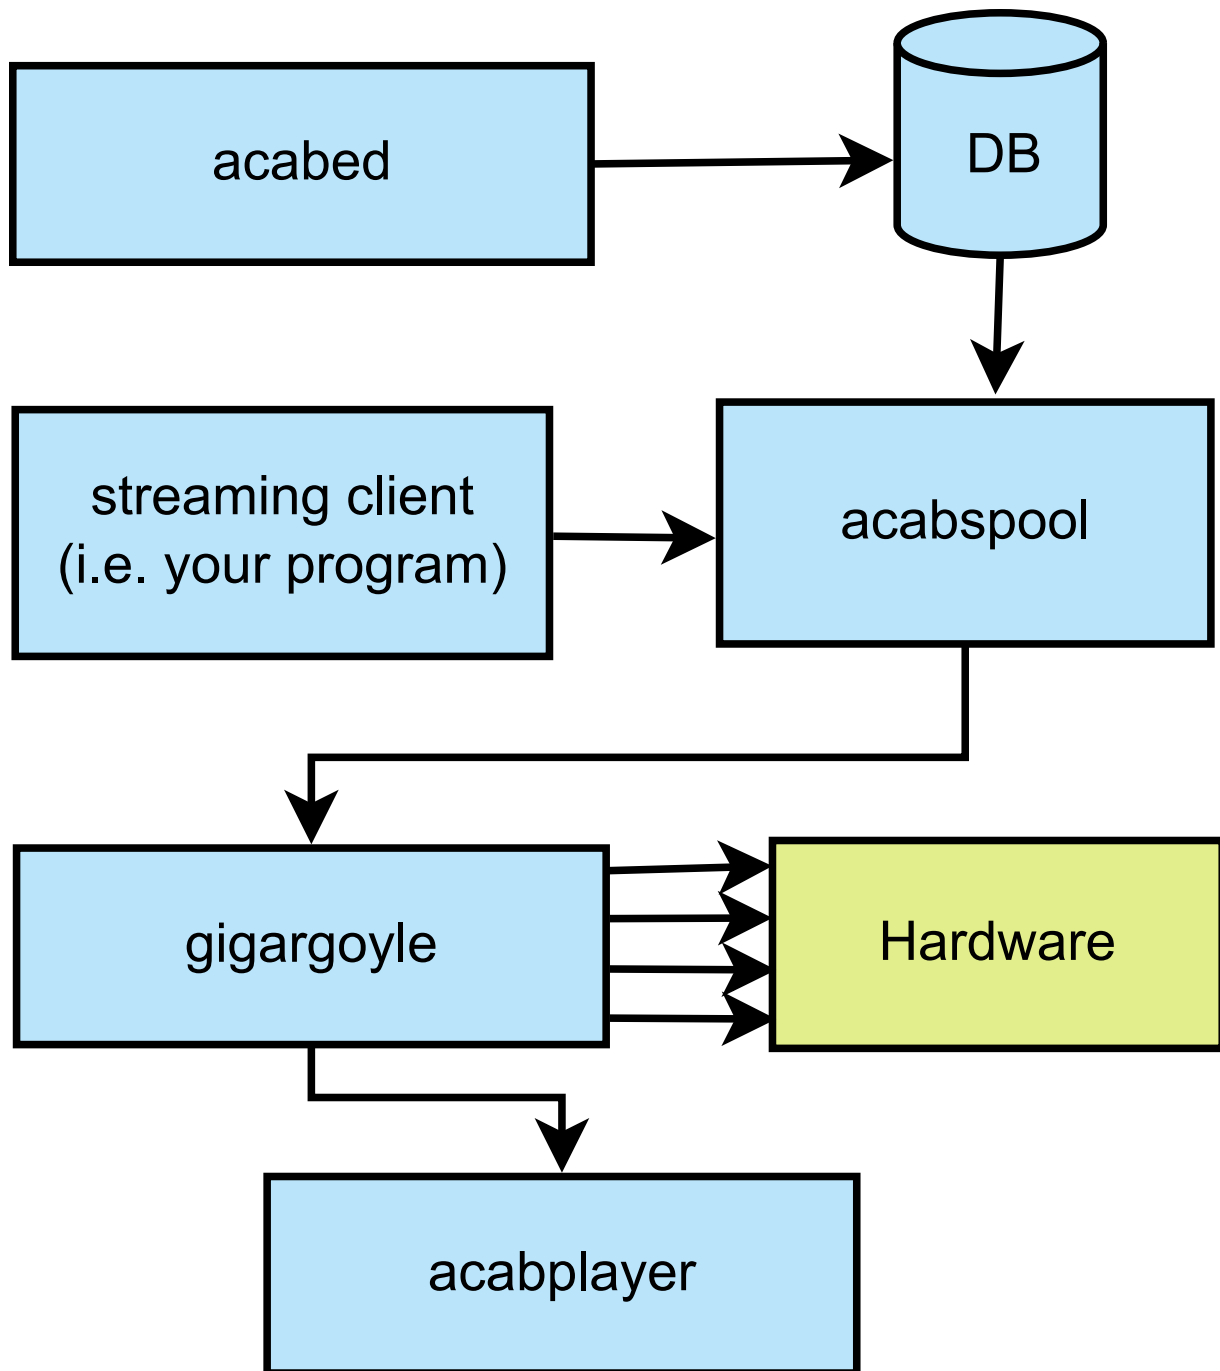 acabed
DB
streaming client
(i.e. your program)
acabspool
gigargoyle
Hardware
acabplayer